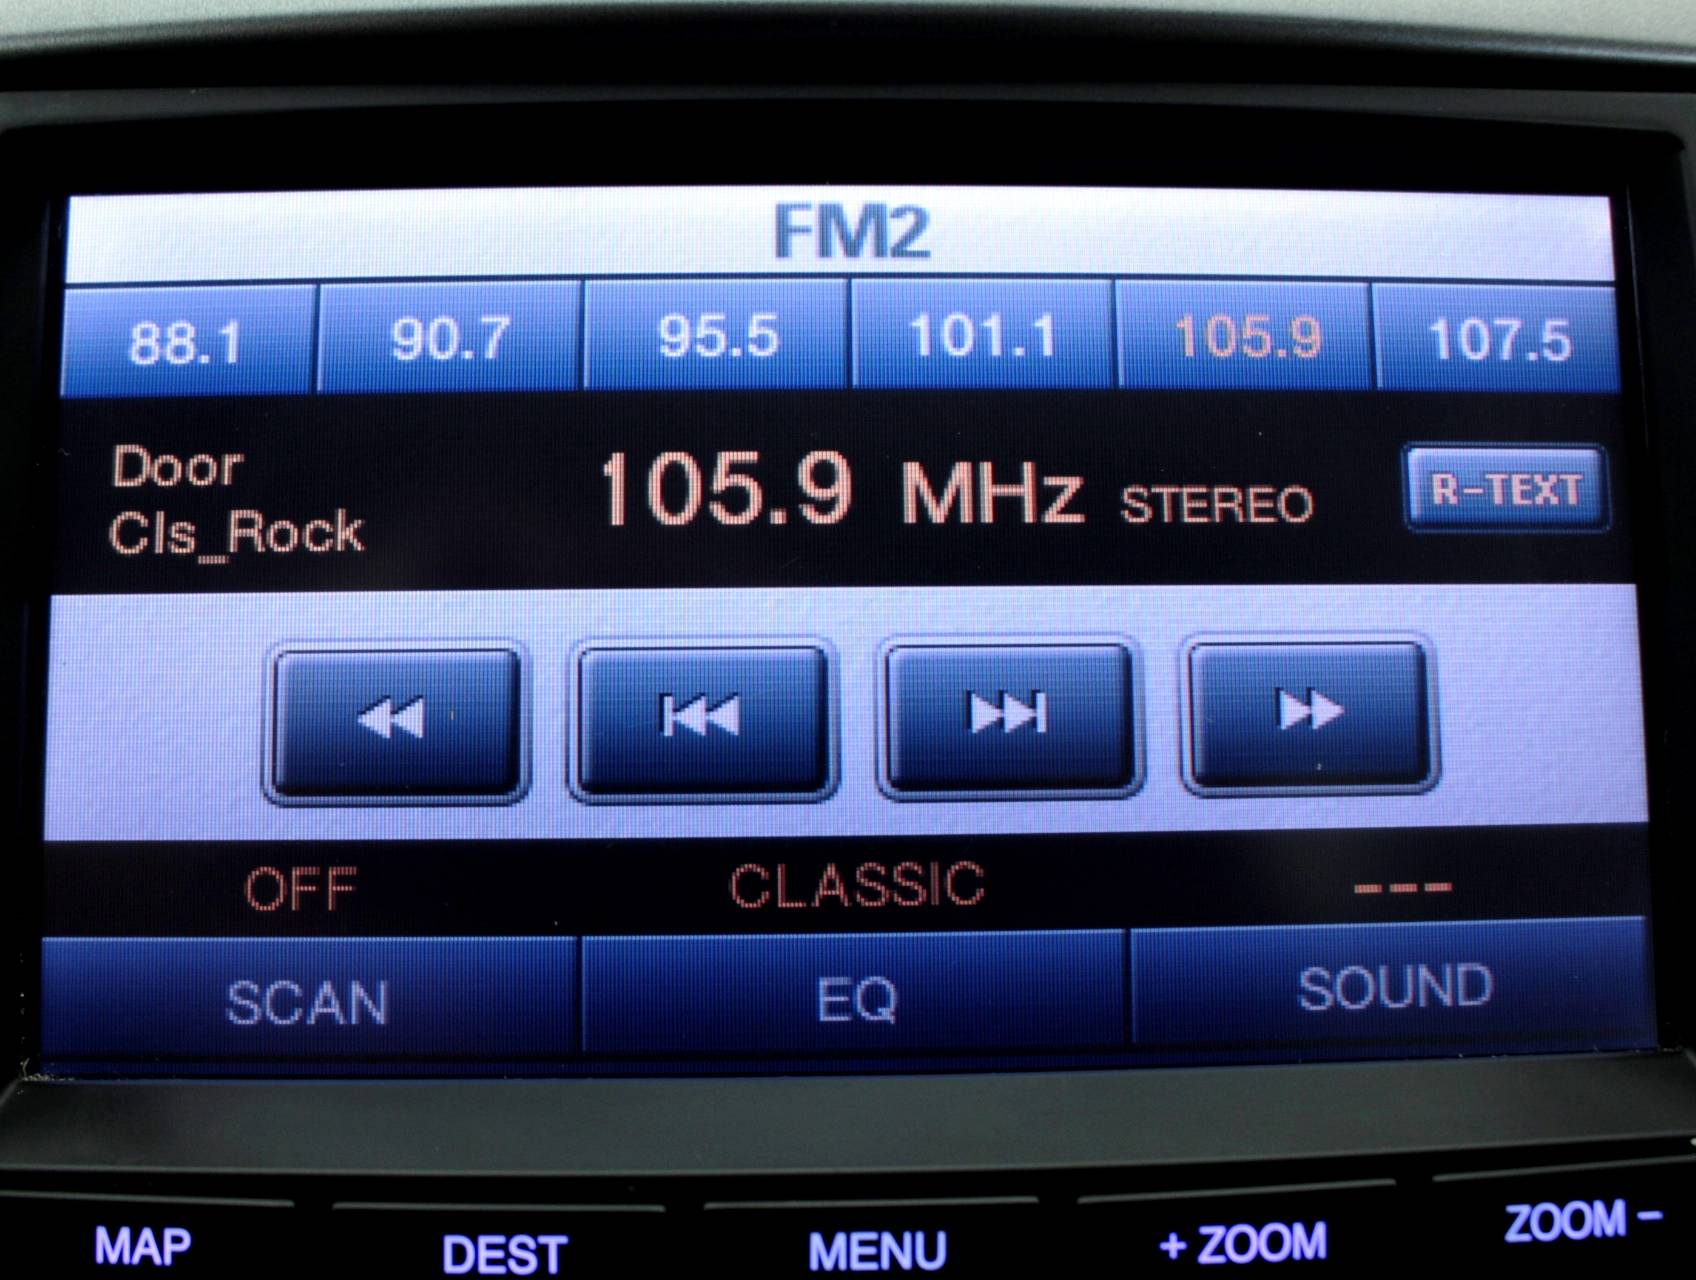 FM2
88.1 90.7 95.5 101.1 105.9 107.5
Door
Cls_Rock
105.9 MHz STEREO
R-TEXT
OFF CLASSIC ---
SCAN EQ SOUND
MAP DEST MENU + ZOOM ZOOM -